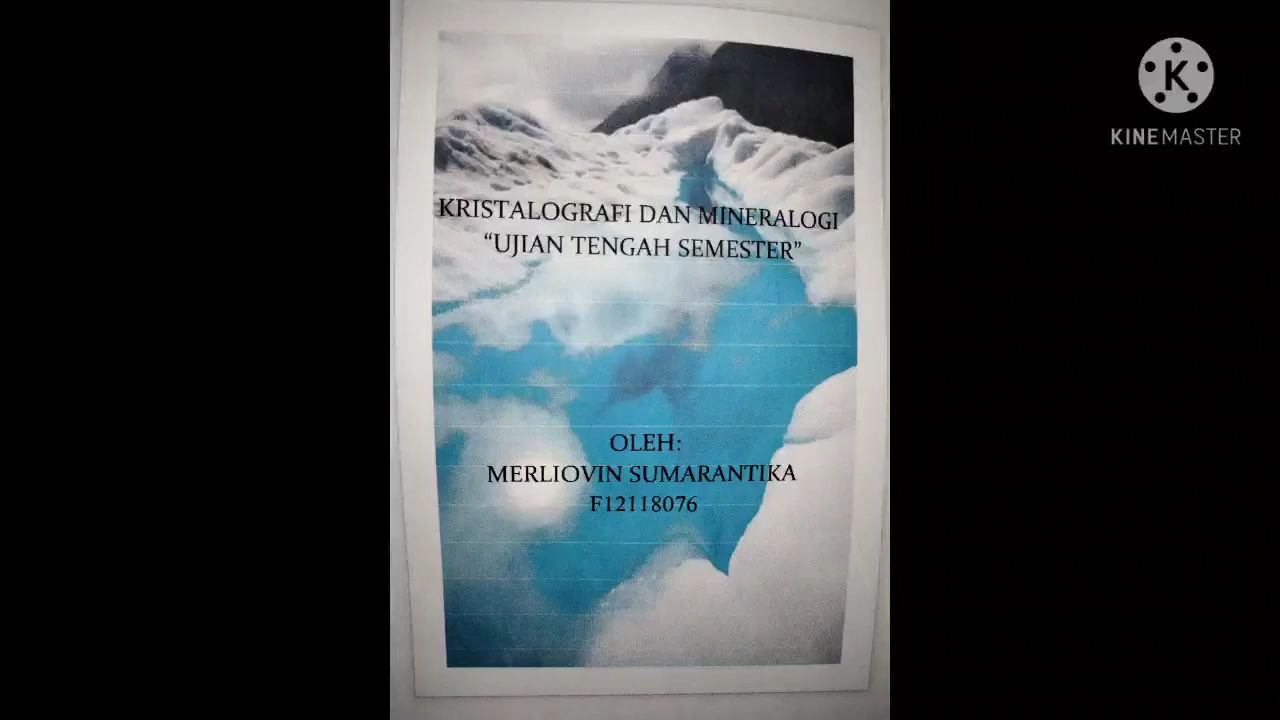 KRISTALOGRAFI DAN MINERALOGI
“UJIAN TENGAH SEMESTER”
OLEH:
MERLIOVIN SUMARANTIKA
F12118076
K
KINEMASTER